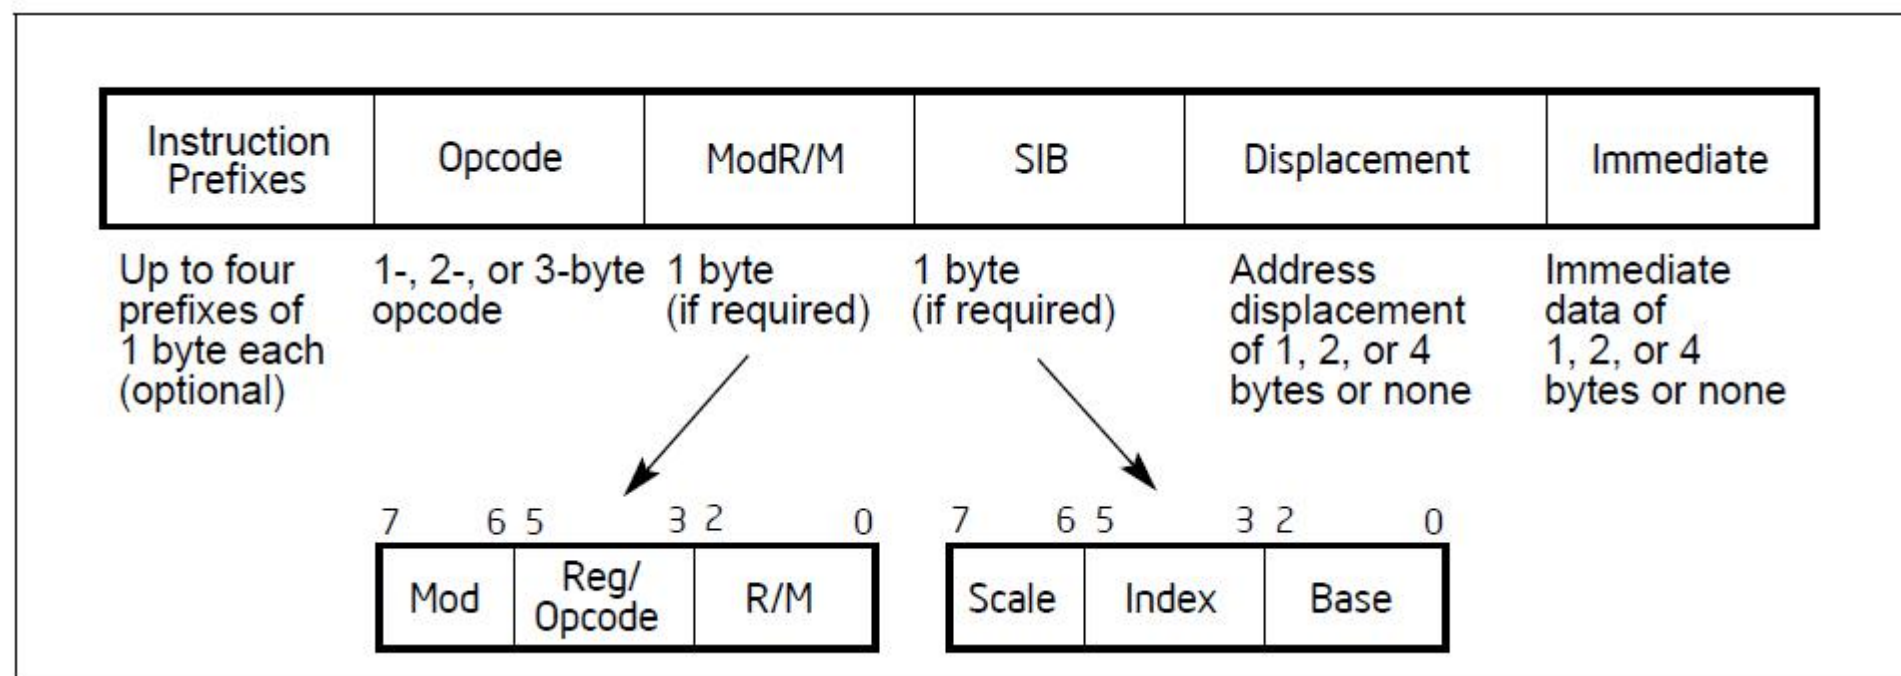 Instruction
Prefixes
Opcode
ModR/M
SIB
Displacement
Immediate
Up to four
prefixes of
1 byte each
(optional)
1-, 2-, or 3-byte
opcode
1 byte
(if required)
1 byte
(if required)
Address
displacement
of 1, 2, or 4
bytes or none
Immediate
data of
1, 2, or 4
bytes or none
7 6 5 3 2 0
Mod
Reg/
Opcode
R/M
7 6 5 3 2 0
Scale
Index
Base